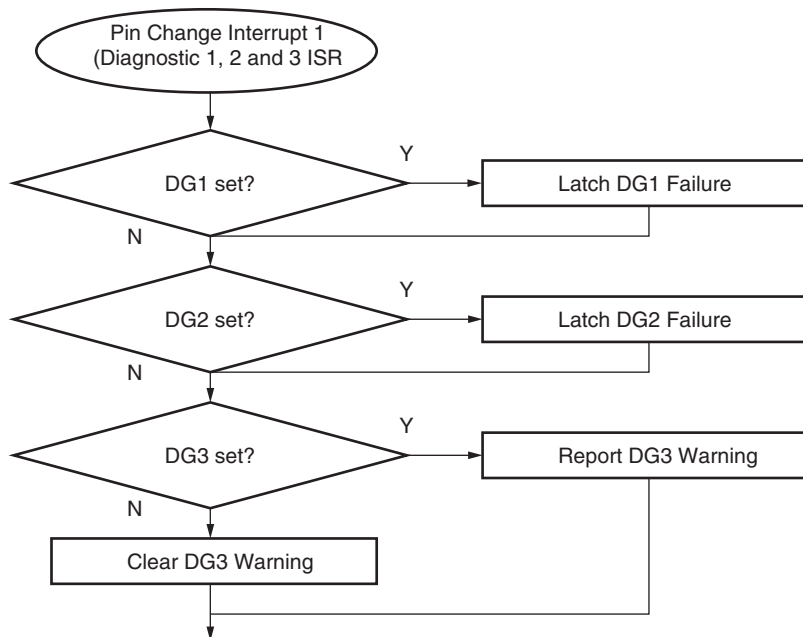 Pin Change Interrupt 1
(Diagnostic 1, 2 and 3 ISR
DG1 set?
Y
Latch DG1 Failure
N
DG2 set?
Y
Latch DG2 Failure
N
DG3 set?
Y
Report DG3 Warning
N
Clear DG3 Warning